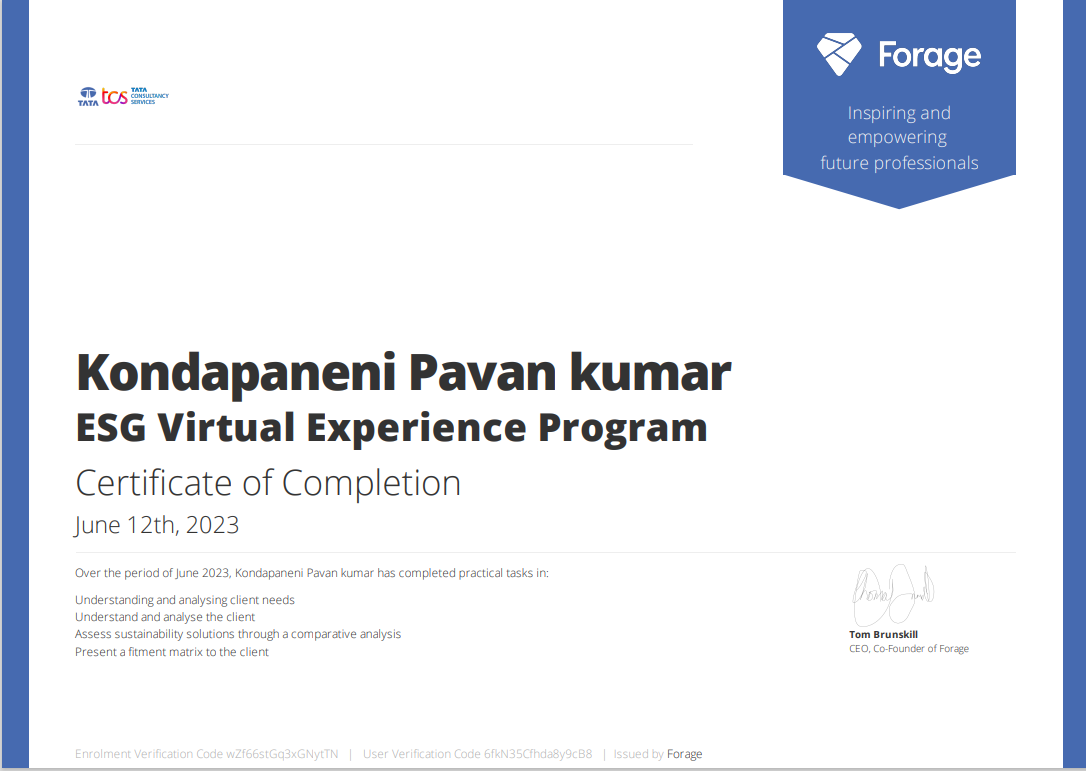 Forage
Inspiring and
empowering
future professionals
TATA
tcs
TATA
CONSULTANCY
SERVICES
Kondapaneni Pavan kumar
ESG Virtual Experience Program
Certificate of Completion
June 12th, 2023
Over the period of June 2023, Kondapaneni Pavan kumar has completed practical tasks in:
Understanding and analysing client needs
Understand and analyse the client
Assess sustainability solutions through a comparative analysis
Present a fitment matrix to the client
Tom Brunskill
CEO, Co-Founder of Forage
Enrolment Verification Code wZf66stGq3xGNytTN | User Verification Code 6fkN35Cfhda8y9cB8 | Issued by Forage